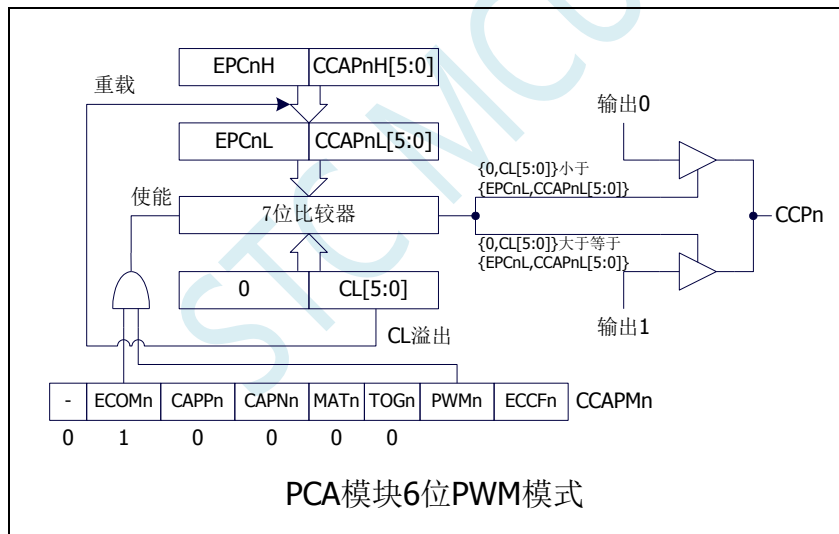 EPCnH CCAPnH[5:0]
重载
输出0
EPCnL CCAPnL[5:0]
{0,CL[5:0]}小于
{EPCnL,CCAPnL[5:0]}
使能
7位比较器
CCPn
{0,CL[5:0]}大于等于
{EPCnL,CCAPnL[5:0]}
0 CL[5:0]
输出1
CL溢出
- ECOMn CAPPn CAPNn MATn TOGn PWMn ECCFn CCAPMn
0 1 0 0 0 0
PCA模块6位PWM模式
STC MCU